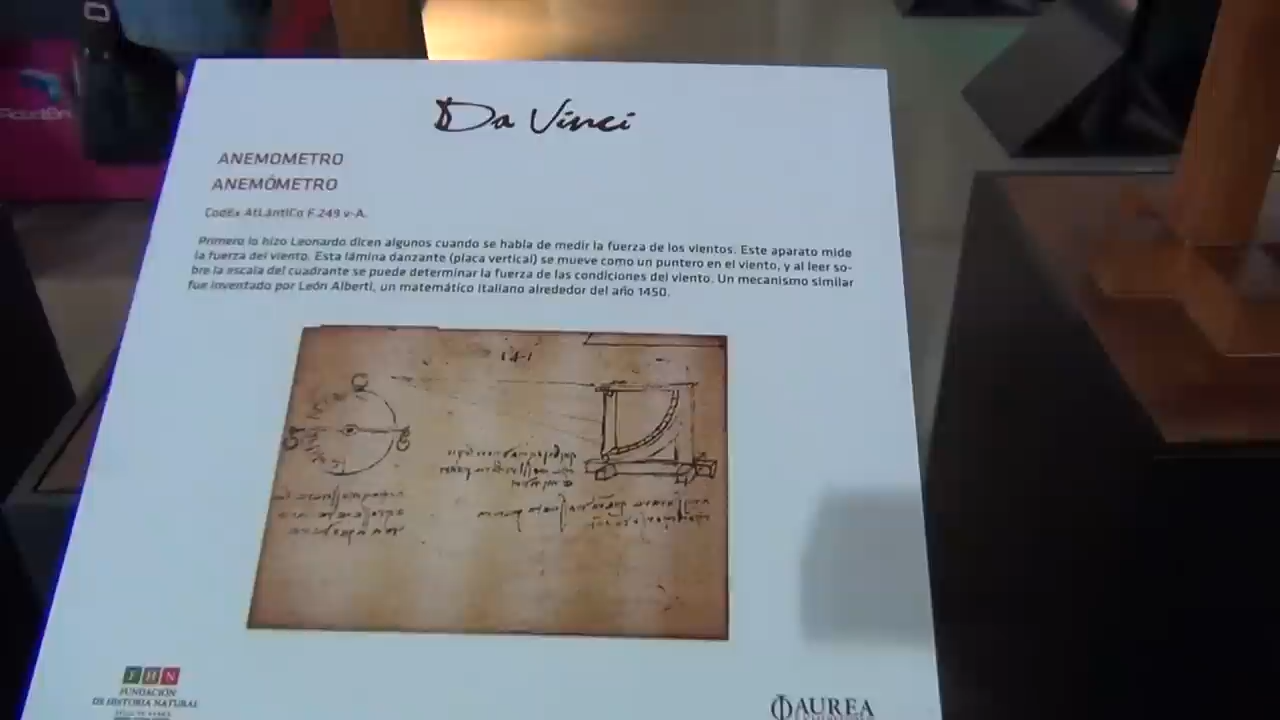 Da Vinci
ANEMOMETRO
ANEMÓMETRO
CodEx AtLántiCo F.249 v-A.
Primero lo hizo Leonardo dicen algunos cuando se habla de medir la fuerza de los vientos. Este aparato mide
la fuerza del viento. Esta lámina danzante (placa vertical) se mueve como un puntero en el viento, y al leer so-
bre la escala del cuadrante se puede determinar la fuerza de las condiciones del viento. Un mecanismo similar
fue inventado por León Alberti, un matemático italiano alrededor del año 1450.
FHN
FUNDACIÓN
DE HISTORIA NATURAL
AUREA